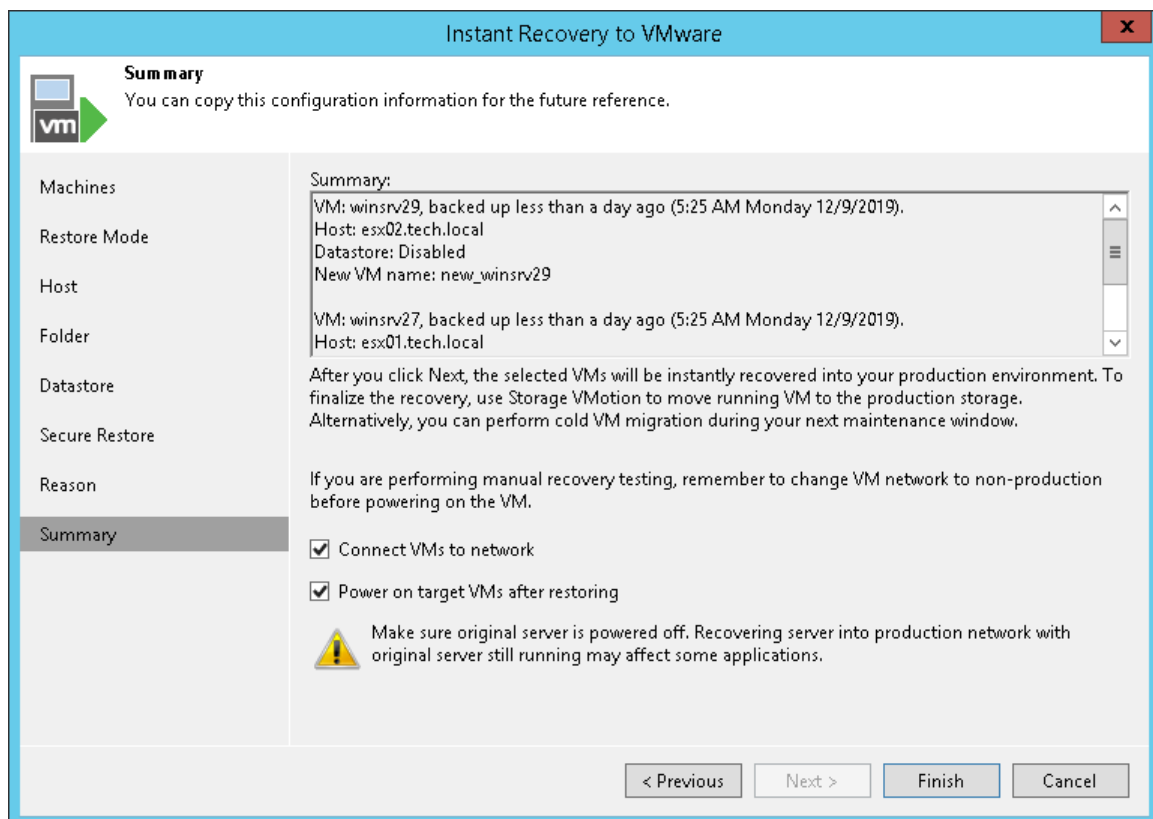 Instant Recovery to VMware
x
Summary
You can copy this configuration information for the future reference.
vm
Machines
Restore Mode
Host
Folder
Datastore
Secure Restore
Reason
Summary
Summary:
VM: winsrv29, backed up less than a day ago (5:25 AM Monday 12/9/2019).
Host: esx02.tech.local
Datastore: Disabled
New VM name: new_winsrv29
VM: winsrv27, backed up less than a day ago (5:25 AM Monday 12/9/2019).
Host: esx01.tech.local
After you click Next, the selected VMs will be instantly recovered into your production environment. To
finalize the recovery, use Storage VMotion to move running VM to the production storage.
Alternatively, you can perform cold VM migration during your next maintenance window.
If you are performing manual recovery testing, remember to change VM network to non-production
before powering on the VM.
Connect VMs to network
Power on target VMs after restoring
Make sure original server is powered off. Recovering server into production network with
original server still running may affect some applications.
< Previous
Next >
Finish
Cancel